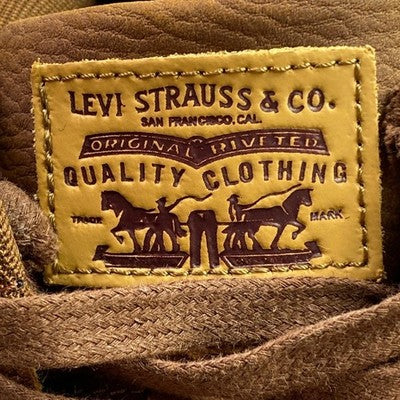 LEVI STRAUSS & CO.
SAN FRANCISCO, CAL.
ORIGINAL RIVETED
QUALITY CLOTHING
TRADE MARK.